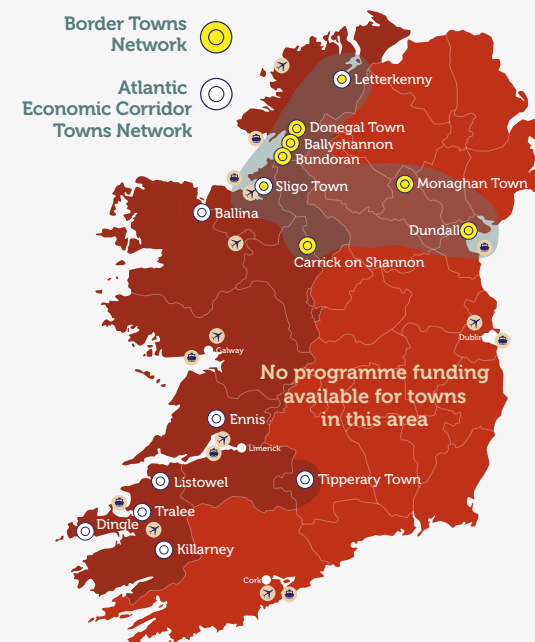 Border Towns
Network
Atlantic
Economic Corridor
Towns Network
Letterkenny
Donegal Town
Ballyshannon
Bundoran
Sligo Town
Monaghan Town
Ballina
Dundall
Carrick on Shannon
Dublin
Galway
No programme funding
available for towns
in this area
Ennis
Limerick
Listowel
Tipperary Town
Tralee
Dingle
Killarney
Cork